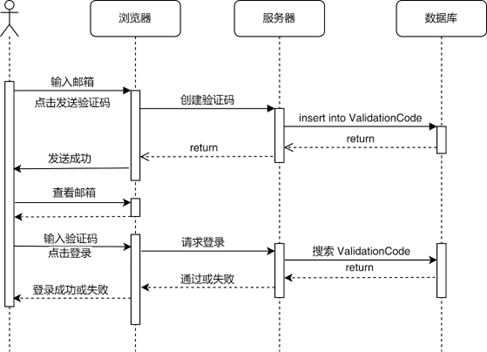 浏览器
服务器
数据库
输入邮箱
点击发送验证码
创建验证码
insert into ValidationCode
return
return
发送成功
查看邮箱
输入验证码
点击登录
请求登录
搜索 ValidationCode
return
通过或失败
登录成功或失败